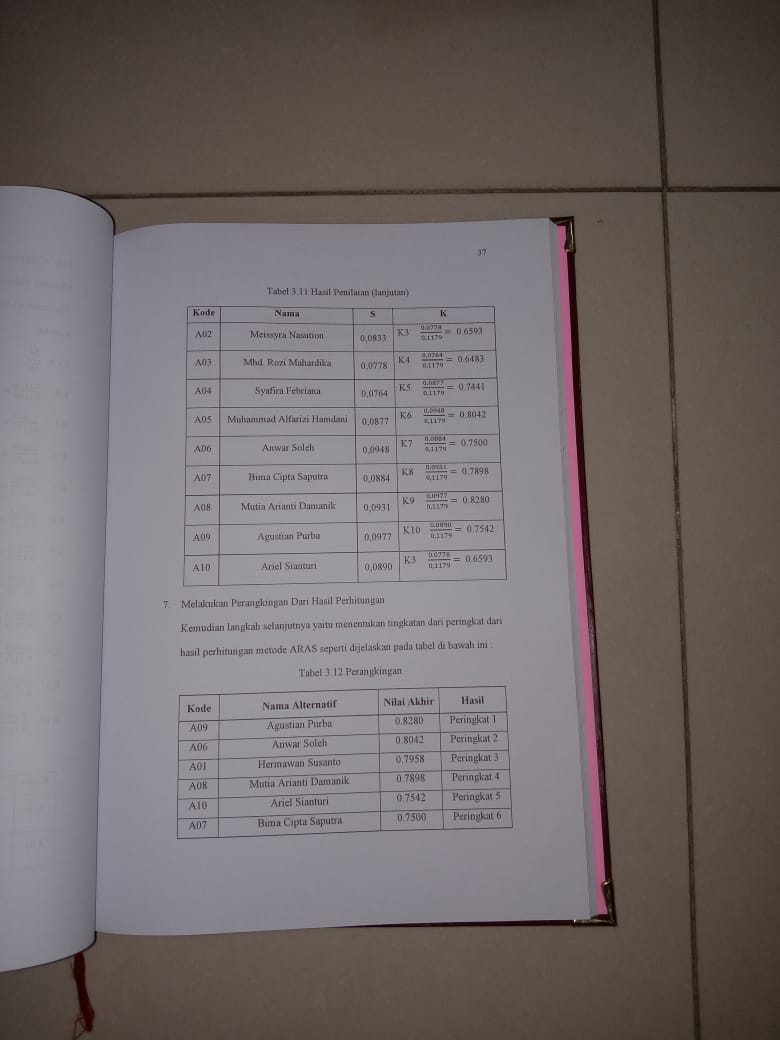 37
Tabel 3.11 Hasil Penilaian (lanjutan)
Kode Nama S K
A02 Meissyra Nasution 0,0833 K3 0.0778/0,1179 = 0.6593
A03 Mhd. Rozi Mahardika 0,0778 K4 0.0764/0,1179 = 0.6483
A04 Syafira Febriana 0,0764 K5 0.0877/0,1179 = 0.7441
A05 Muhammad Alfarizi Hamdani 0,0877 K6 0.0948/0,1179 = 0.8042
A06 Anwar Soleh 0,0948 K7 0.0884/0,1179 = 0.7500
A07 Bima Cipta Saputra 0,0884 K8 0.0931/0,1179 = 0.7898
A08 Mutia Arianti Damanik 0,0931 K9 0.0977/0,1179 = 0.8280
A09 Agustian Purba 0,0977 K10 0.0890/0,1179 = 0.7542
A10 Ariel Sianturi 0,0890 K3 0.0778/0,1179 = 0.6593
7. Melakukan Perangkingan Dari Hasil Perhitungan
Kemudian langkah selanjutnya yaitu menentukan tingkatan dari peringkat dari
hasil perhitungan metode ARAS seperti dijelaskan pada tabel di bawah ini :
Tabel 3.12 Perangkingan
Kode Nama Alternatif Nilai Akhir Hasil
A09 Agustian Purba 0.8280 Peringkat 1
A06 Anwar Soleh 0.8042 Peringkat 2
A01 Hermawan Susanto 0.7958 Peringkat 3
A08 Mutia Arianti Damanik 0.7898 Peringkat 4
A10 Ariel Sianturi 0.7542 Peringkat 5
A07 Bima Cipta Saputra 0.7500 Peringkat 6